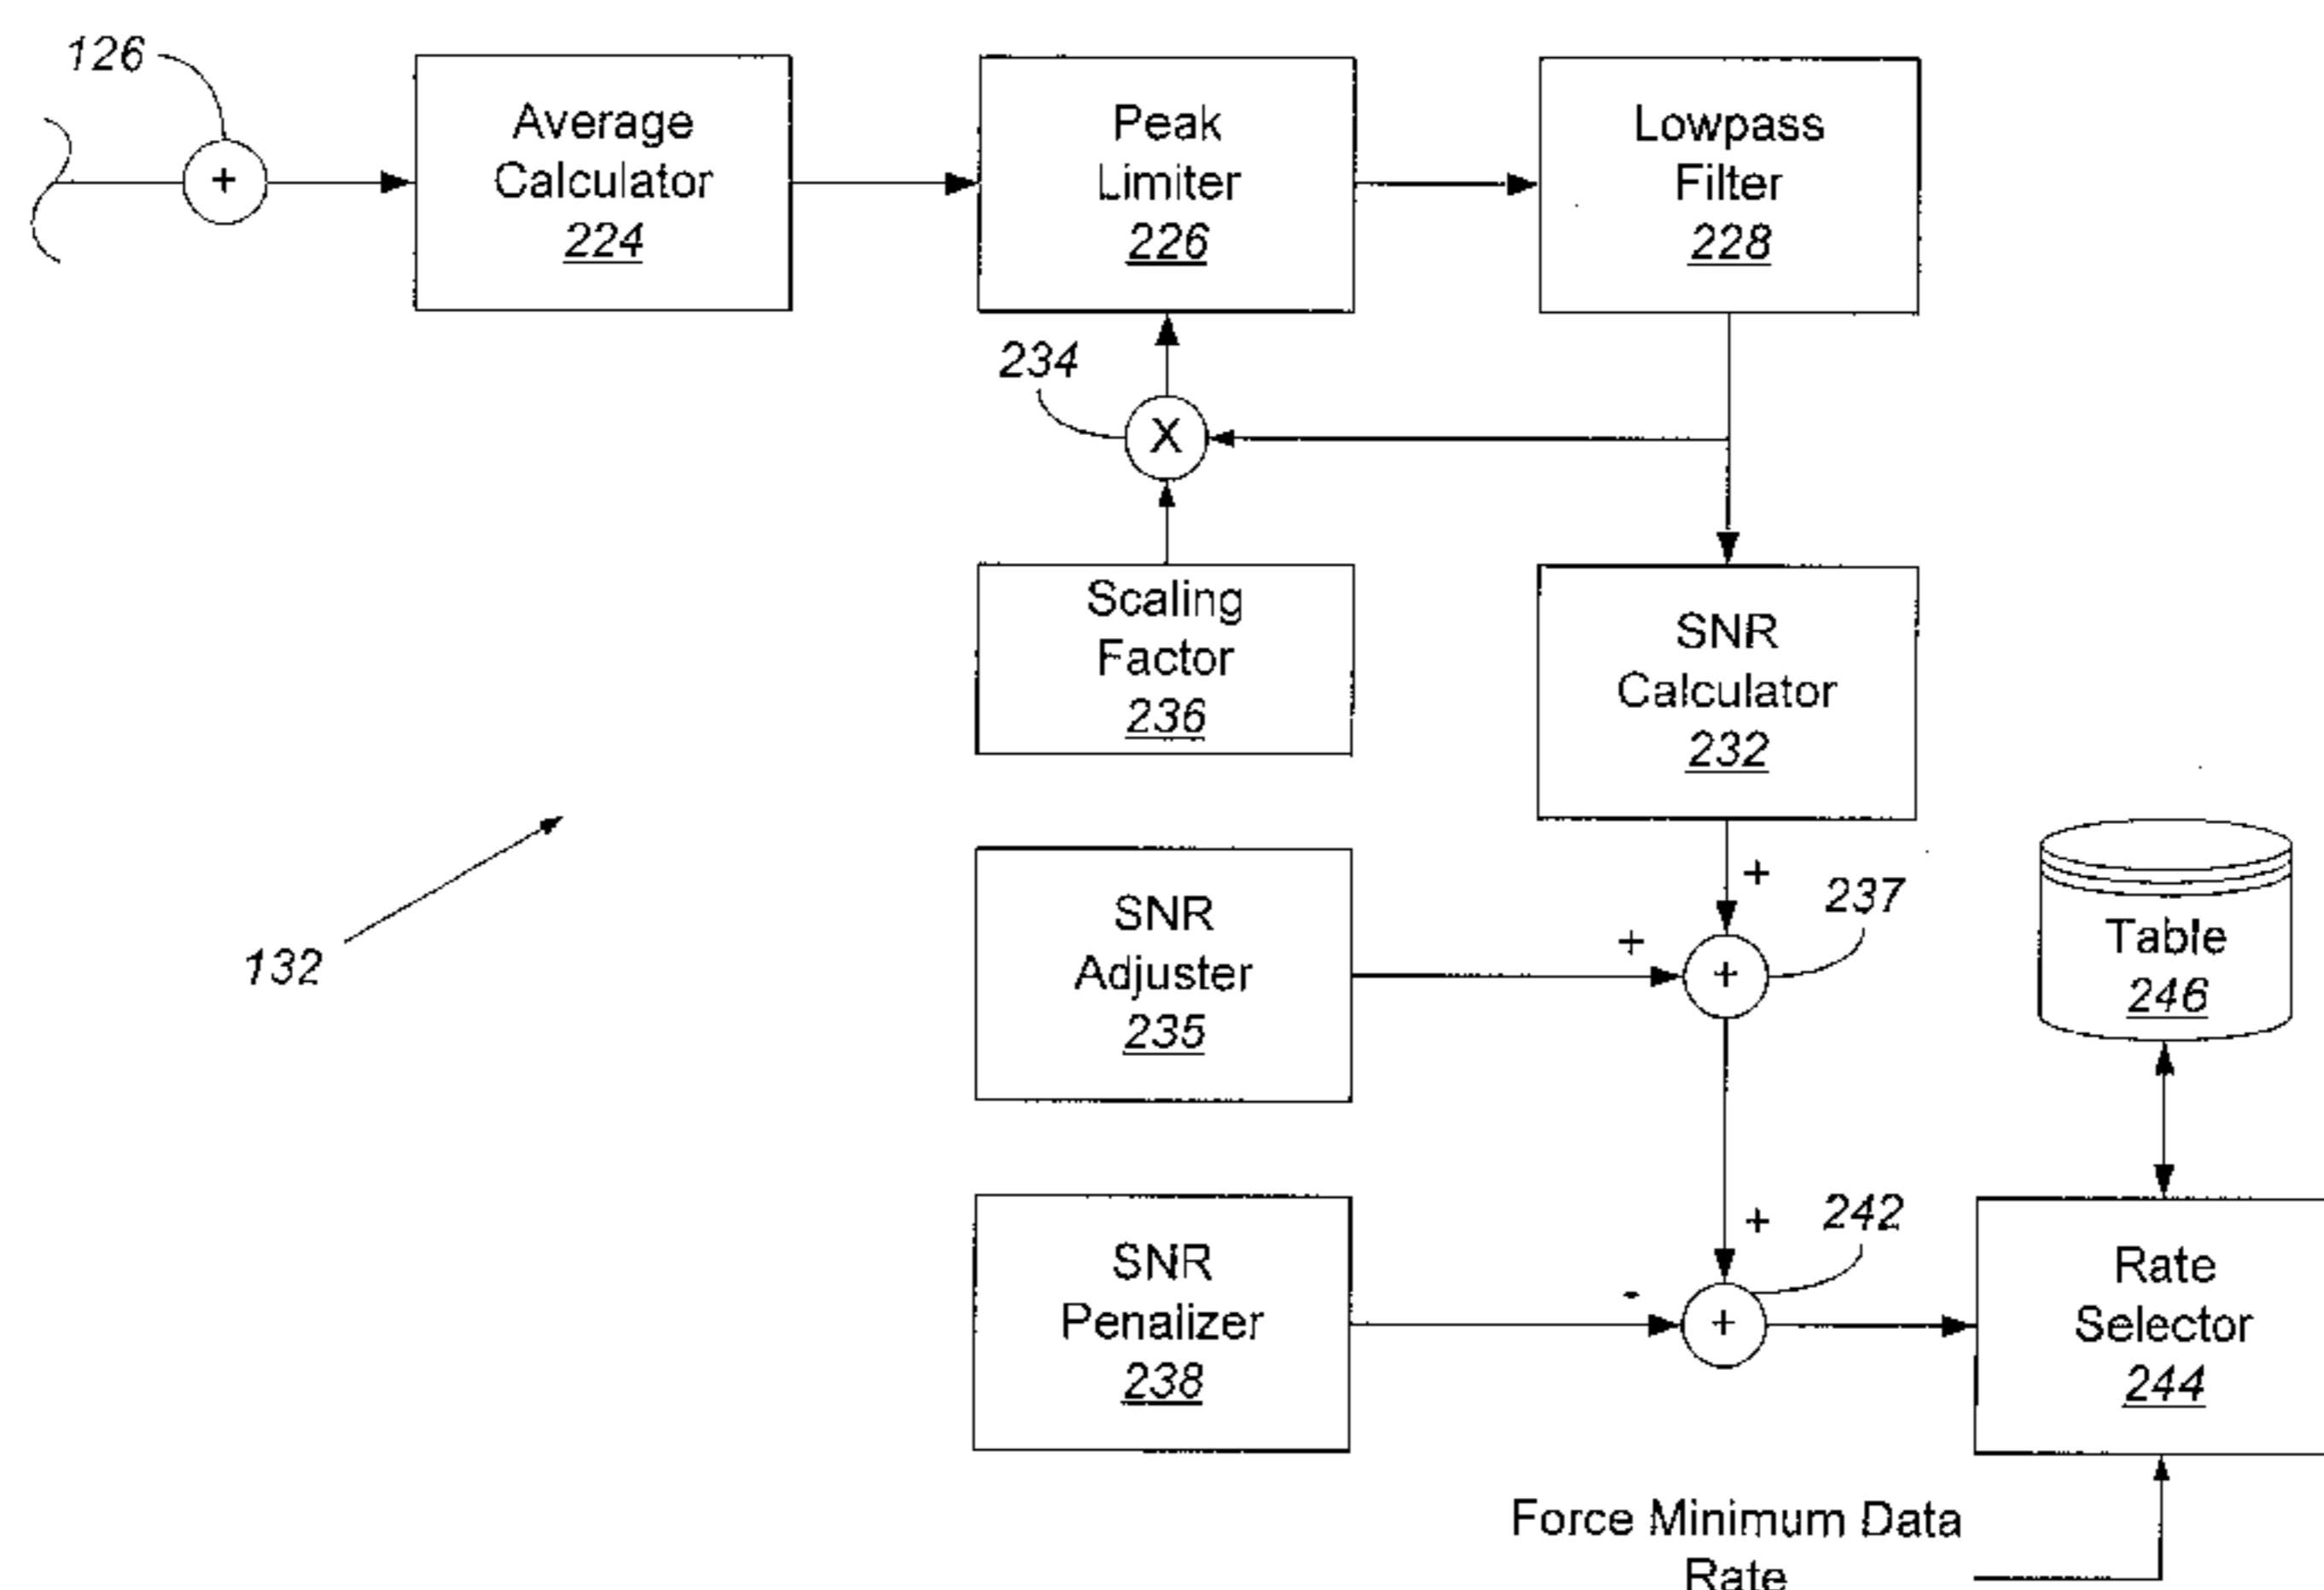 126
+
Average
Calculator
224
Peak
Limiter
226
Lowpass
Filter
228
234
X
Scaling
Factor
236
SNR
Calculator
232
132
SNR
Adjuster
235
+
+
+
237
Table
246
SNR
Penalizer
238
+
-
+
242
Rate
Selector
244
Force Minimum Data
Rate